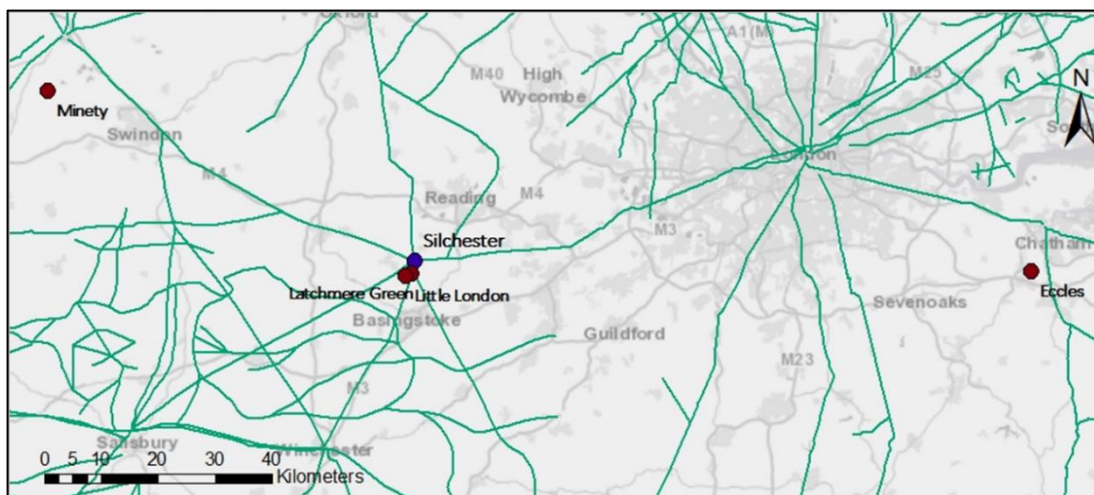 Oxford
A1(M)
M40
High
Wycombe
M25
N
Minety
Swindon
London
M4
Reading
M4
M3
Silchester
Chatham
Latchmere Green
Little London
Eccles
Sevenoaks
Basingstoke
Guildford
M23
M3
Salisbury
Winchester
0 5 10 20 30 40
Kilometers